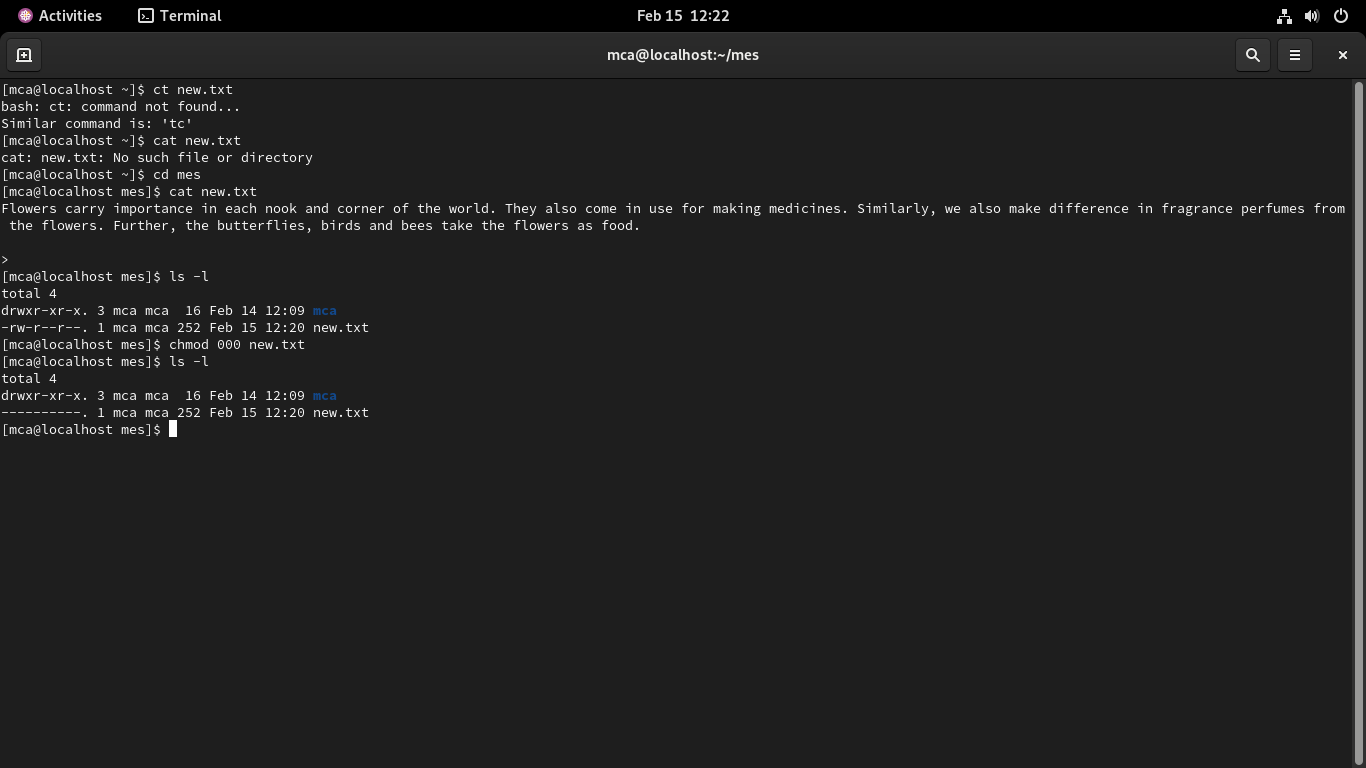 Activities
Terminal
Feb 15 12:22
mca@localhost:~/mes
[mca@localhost ~]$ ct new.txt
bash: ct: command not found...
Similar command is: 'tc'
[mca@localhost ~]$ cat new.txt
cat: new.txt: No such file or directory
[mca@localhost ~]$ cd mes
[mca@localhost mes]$ cat new.txt
Flowers carry importance in each nook and corner of the world. They also come in use for making medicines. Similarly, we also make difference in fragrance perfumes from
 the flowers. Further, the butterflies, birds and bees take the flowers as food.
>
[mca@localhost mes]$ ls -l
total 4
drwxr-xr-x. 3 mca mca  16 Feb 14 12:09 mca
-rw-r--r--. 1 mca mca 252 Feb 15 12:20 new.txt
[mca@localhost mes]$ chmod 000 new.txt
[mca@localhost mes]$ ls -l
total 4
drwxr-xr-x. 3 mca mca  16 Feb 14 12:09 mca
----------. 1 mca mca 252 Feb 15 12:20 new.txt
[mca@localhost mes]$